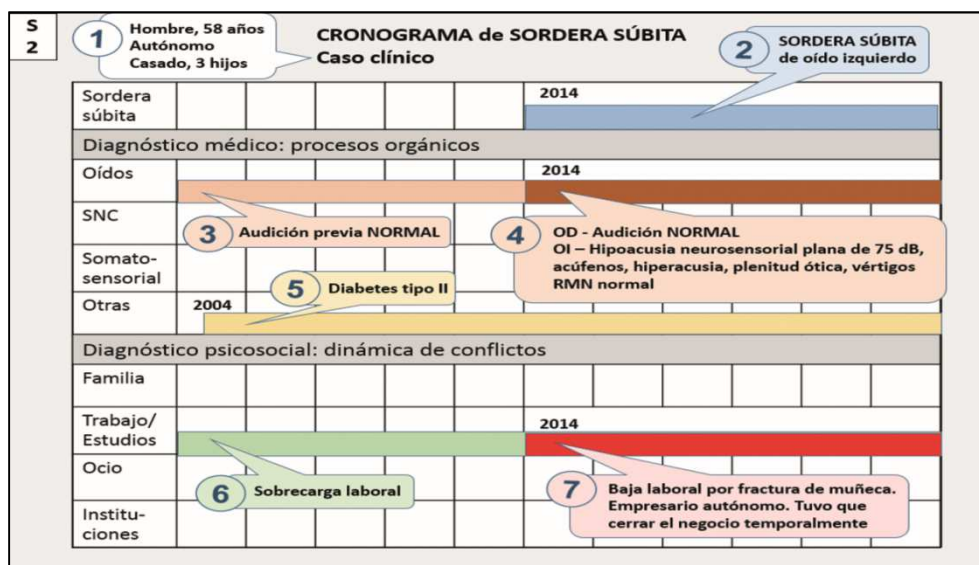 S
2
1
Hombre, 58 años
Autónomo
Casado, 3 hijos
CRONOGRAMA de SORDERA SÚBITA
Caso clínico
2
SORDERA SÚBITA
de oído izquierdo
Sordera
súbita
2014
Diagnóstico médico: procesos orgánicos
Oídos
2014
SNC
3
Audición previa NORMAL
4
OD - Audición NORMAL
OI – Hipoacusia neurosensorial plana de 75 dB,
acúfenos, hiperacusia, plenitud ótica, vértigos
RMN normal
Somato-
sensorial
5
Diabetes tipo II
Otras
2004
Diagnóstico psicosocial: dinámica de conflictos
Familia
Trabajo/
Estudios
2014
Ocio
6
Sobrecarga laboral
7
Baja laboral por fractura de muñeca.
Empresario autónomo. Tuvo que
cerrar el negocio temporalmente
Institu-
ciones